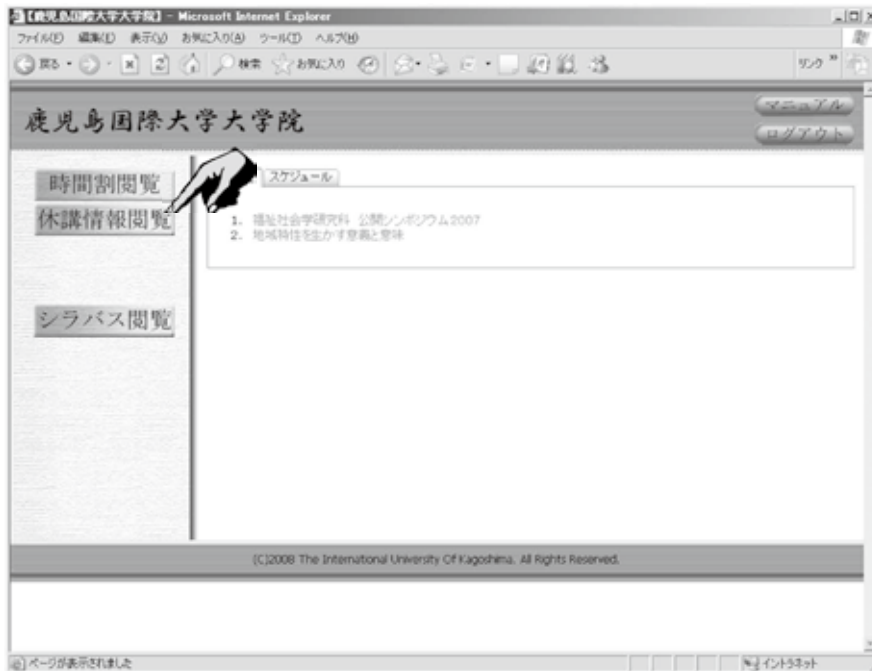 【鹿児島国際大学大学院】 - Microsoft Internet Explorer
ファイル(F) 編集(E) 表示(V) お気に入り(A) ツール(T) ヘルプ(H)
戻る 検索 お気に入り リンク »
鹿児島国際大学大学院
マニュアル
ログアウト
時間割閲覧
休講情報閲覧
シラバス閲覧
スケジュール
1. 福祉社会学研究科 公開シンポジウム2007
2. 地域特性を生かす意義と意味
(C)2008 The International University Of Kagoshima. All Rights Reserved.
ページが表示されました イントラネット